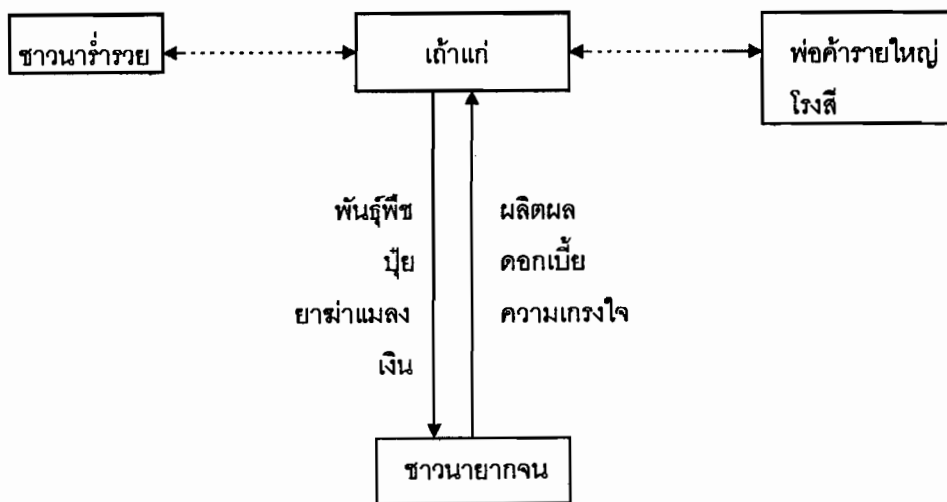 ชาวนาร่ำรวย
เถ้าแก่
พ่อค้ารายใหญ่
โรงสี
พันธุ์พืช
ปุ๋ย
ยาฆ่าแมลง
เงิน
ผลิตผล
ดอกเบี้ย
ความเกรงใจ
ชาวนายากจน